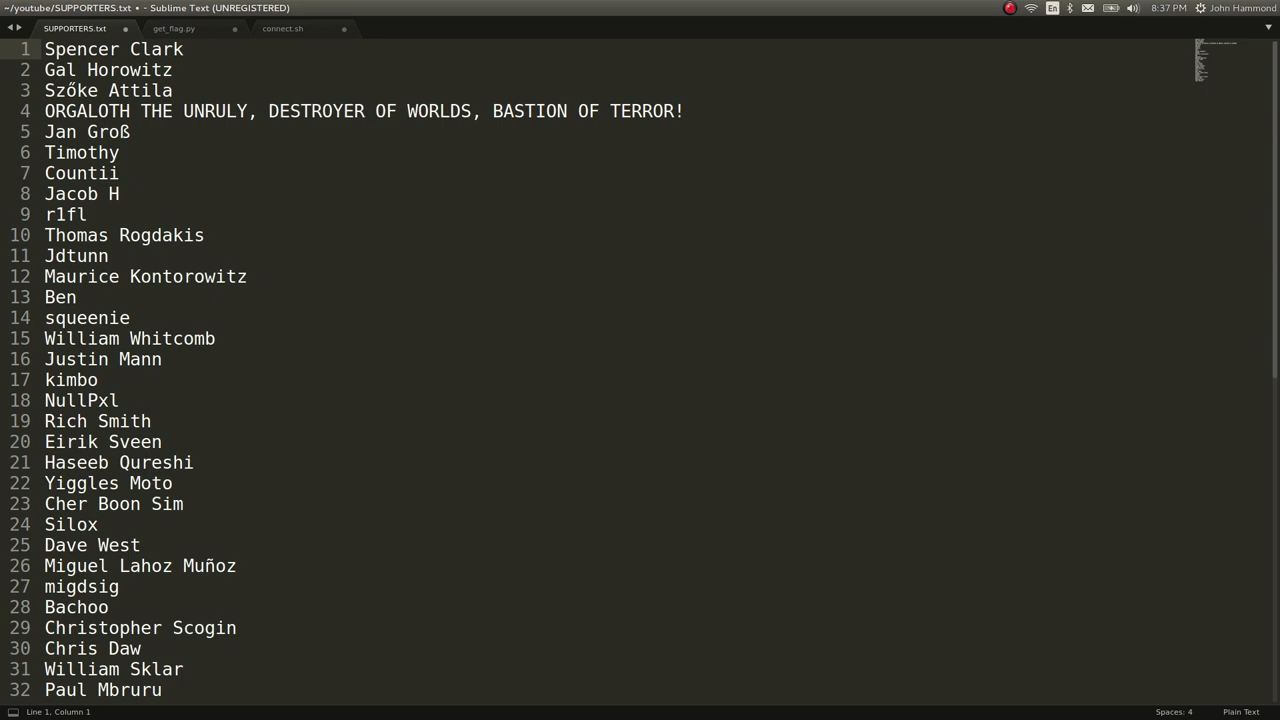 ~/youtube/SUPPORTERS.txt • - Sublime Text (UNREGISTERED)
En
8:37 PM
John Hammond
SUPPORTERS.txt
get_flag.py
connect.sh
1 Spencer Clark
2 Gal Horowitz
3 Szőke Attila
4 ORGALOTH THE UNRULY, DESTROYER OF WORLDS, BASTION OF TERROR!
5 Jan Groß
6 Timothy
7 Countii
8 Jacob H
9 r1fl
10 Thomas Rogdakis
11 Jdtunn
12 Maurice Kontorowitz
13 Ben
14 squeenie
15 William Whitcomb
16 Justin Mann
17 kimbo
18 NullPxl
19 Rich Smith
20 Eirik Sveen
21 Haseeb Qureshi
22 Yiggles Moto
23 Cher Boon Sim
24 Silox
25 Dave West
26 Miguel Lahoz Muñoz
27 migdsig
28 Bachoo
29 Christopher Scogin
30 Chris Daw
31 William Sklar
32 Paul Mbruru
Line 1, Column 1
Spaces: 4
Plain Text